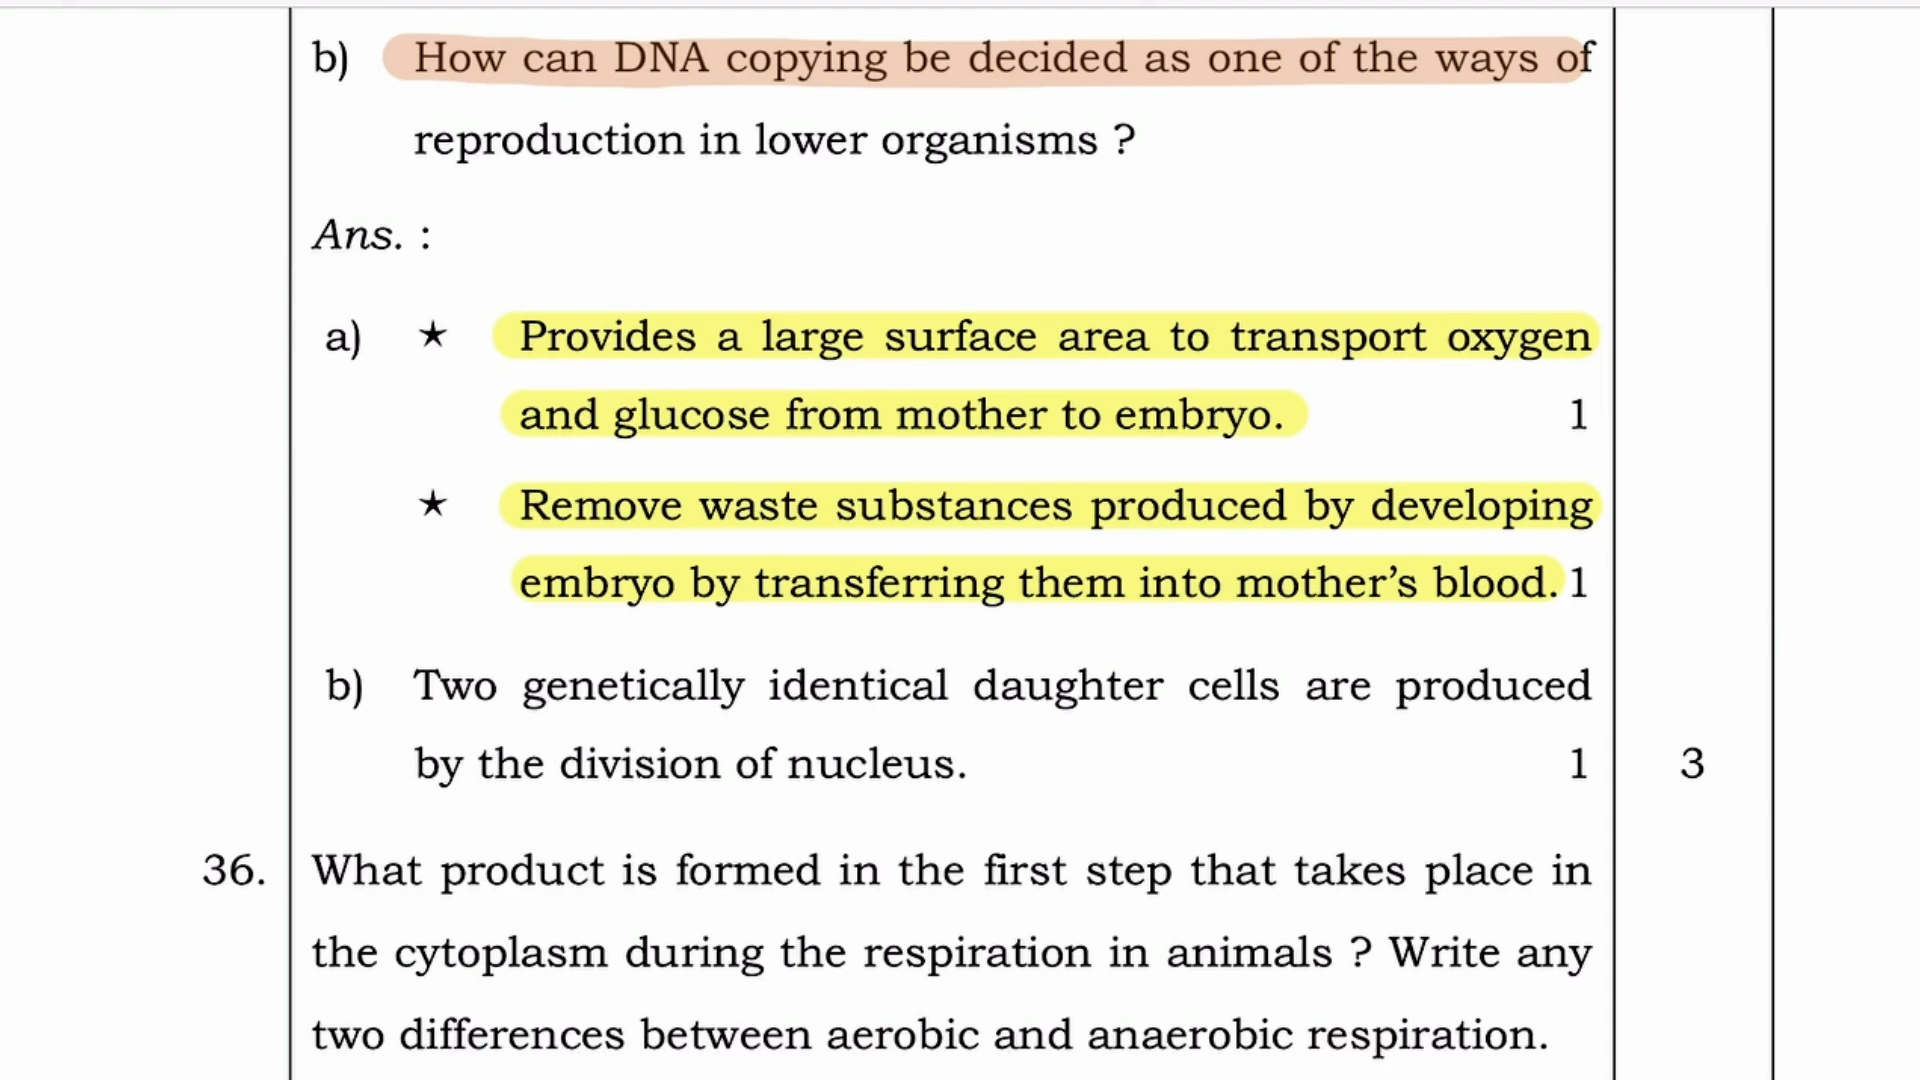 b) How can DNA copying be decided as one of the ways of
reproduction in lower organisms ?
Ans. :
a) ★ Provides a large surface area to transport oxygen
and glucose from mother to embryo. 1
★ Remove waste substances produced by developing
embryo by transferring them into mother’s blood. 1
b) Two genetically identical daughter cells are produced
by the division of nucleus. 1 3
36. What product is formed in the first step that takes place in
the cytoplasm during the respiration in animals ? Write any
two differences between aerobic and anaerobic respiration.